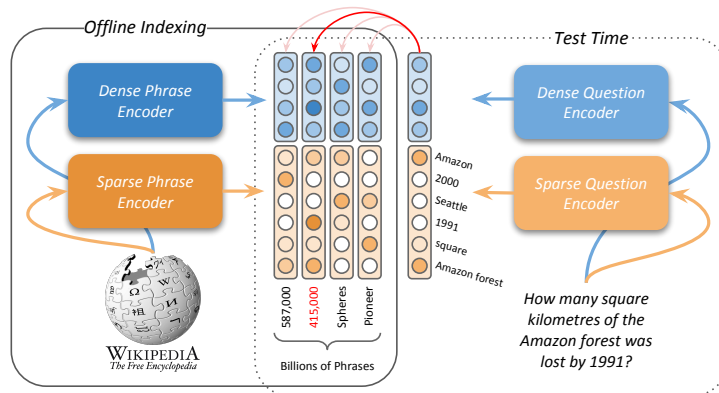 Offline Indexing
Test Time
Dense Phrase
Encoder
Dense Question
Encoder
Sparse Phrase
Encoder
Sparse Question
Encoder
Amazon
2000
Seattle
1991
square
Amazon forest
587,000
415,000
Spheres
Pioneer
Billions of Phrases
WIKIPEDIA
The Free Encyclopedia
How many square
kilometres of the
Amazon forest was
lost by 1991?